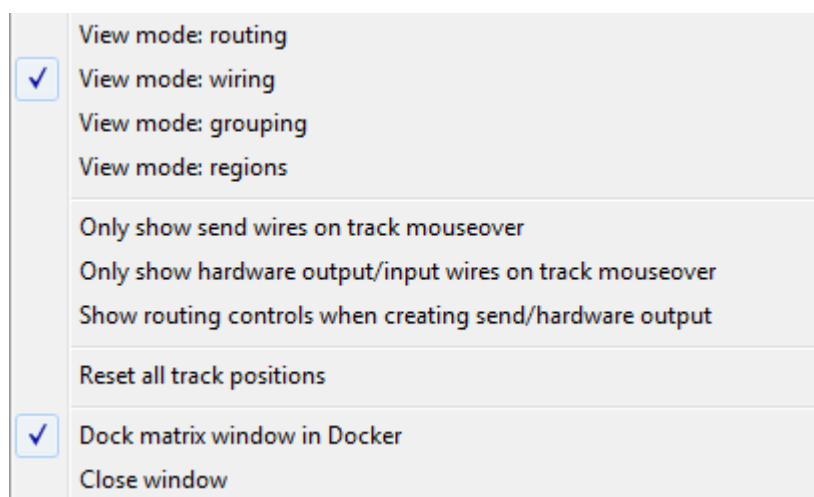 View mode: routing
View mode: wiring
View mode: grouping
View mode: regions
Only show send wires on track mouseover
Only show hardware output/input wires on track mouseover
Show routing controls when creating send/hardware output
Reset all track positions
Dock matrix window in Docker
Close window